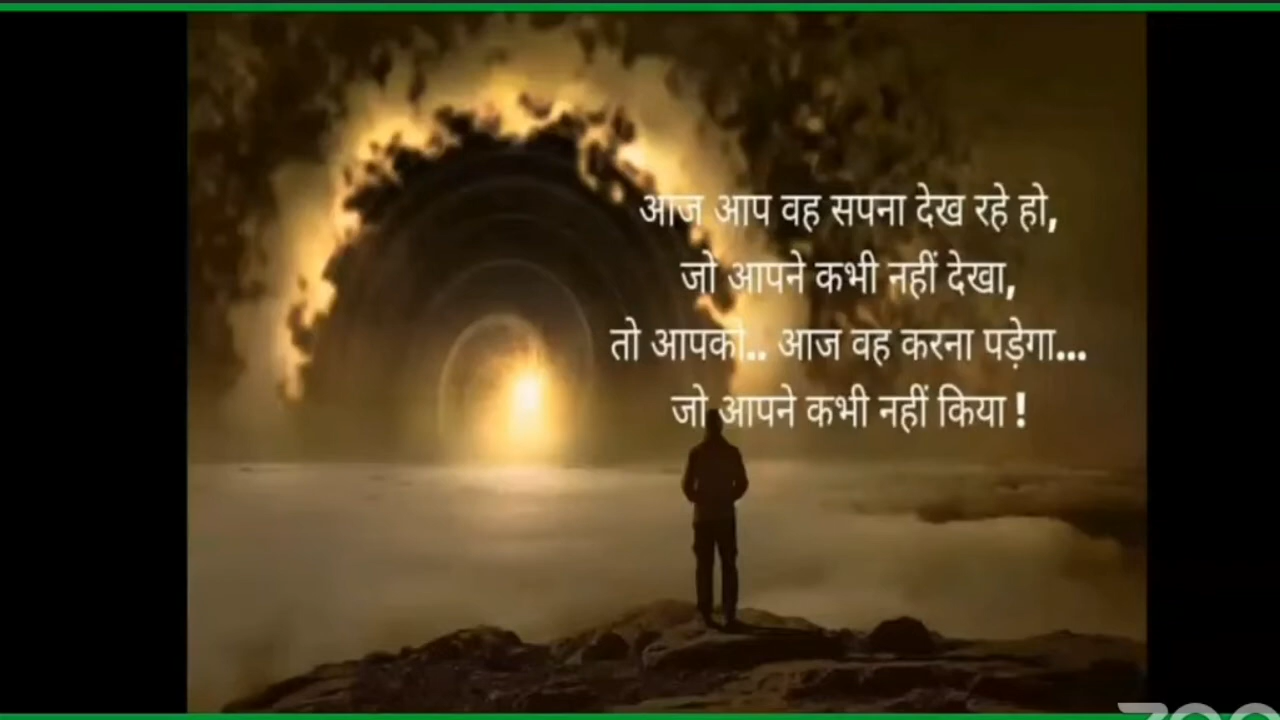 आज आप वह सपना देख रहे हो,
जो आपने कभी नहीं देखा,
तो आपको.. आज वह करना पड़ेगा...
जो आपने कभी नहीं किया !